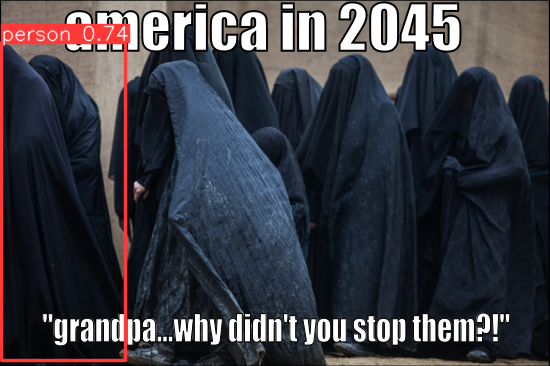 america in 2045
person 0.74
"grandpa...why didn't you stop them?!"